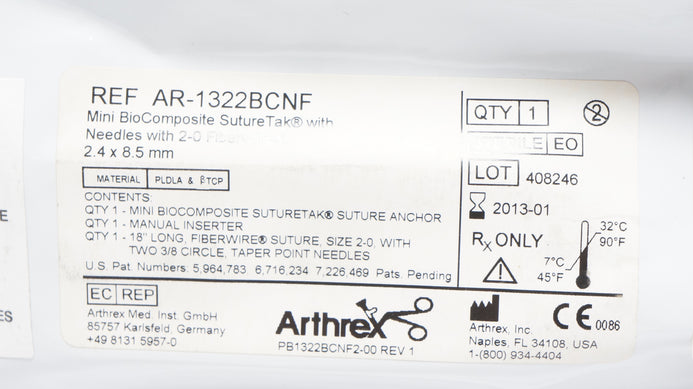 REF AR-1322BCNF
Mini BioComposite SutureTak® with
Needles with 2-0
2.4 x 8.5 mm
MATERIAL PLDLA & βTCP
CONTENTS:
QTY 1 - MINI BIOCOMPOSITE SUTURETAK® SUTURE ANCHOR
QTY 1 - MANUAL INSERTER
QTY 1 - 18" LONG, FIBERWIRE® SUTURE, SIZE 2-0, WITH
TWO 3/8 CIRCLE, TAPER POINT NEEDLES
U.S. Pat. Numbers: 5,964,783 6,716,234 7,226,469 Pats. Pending
QTY 1
2
STERILE EO
LOT 408246
2013-01
Rx ONLY
32°C
90°F
7°C
45°F
EC REP
Arthrex Med. Inst. GmbH
85757 Karlsfeld, Germany
+49 8131 5957-0
Arthrex
PB1322BCNF2-00 REV 1
Arthrex, Inc.
Naples, FL 34108, USA
1-(800) 934-4404
CE 0086
E
ES